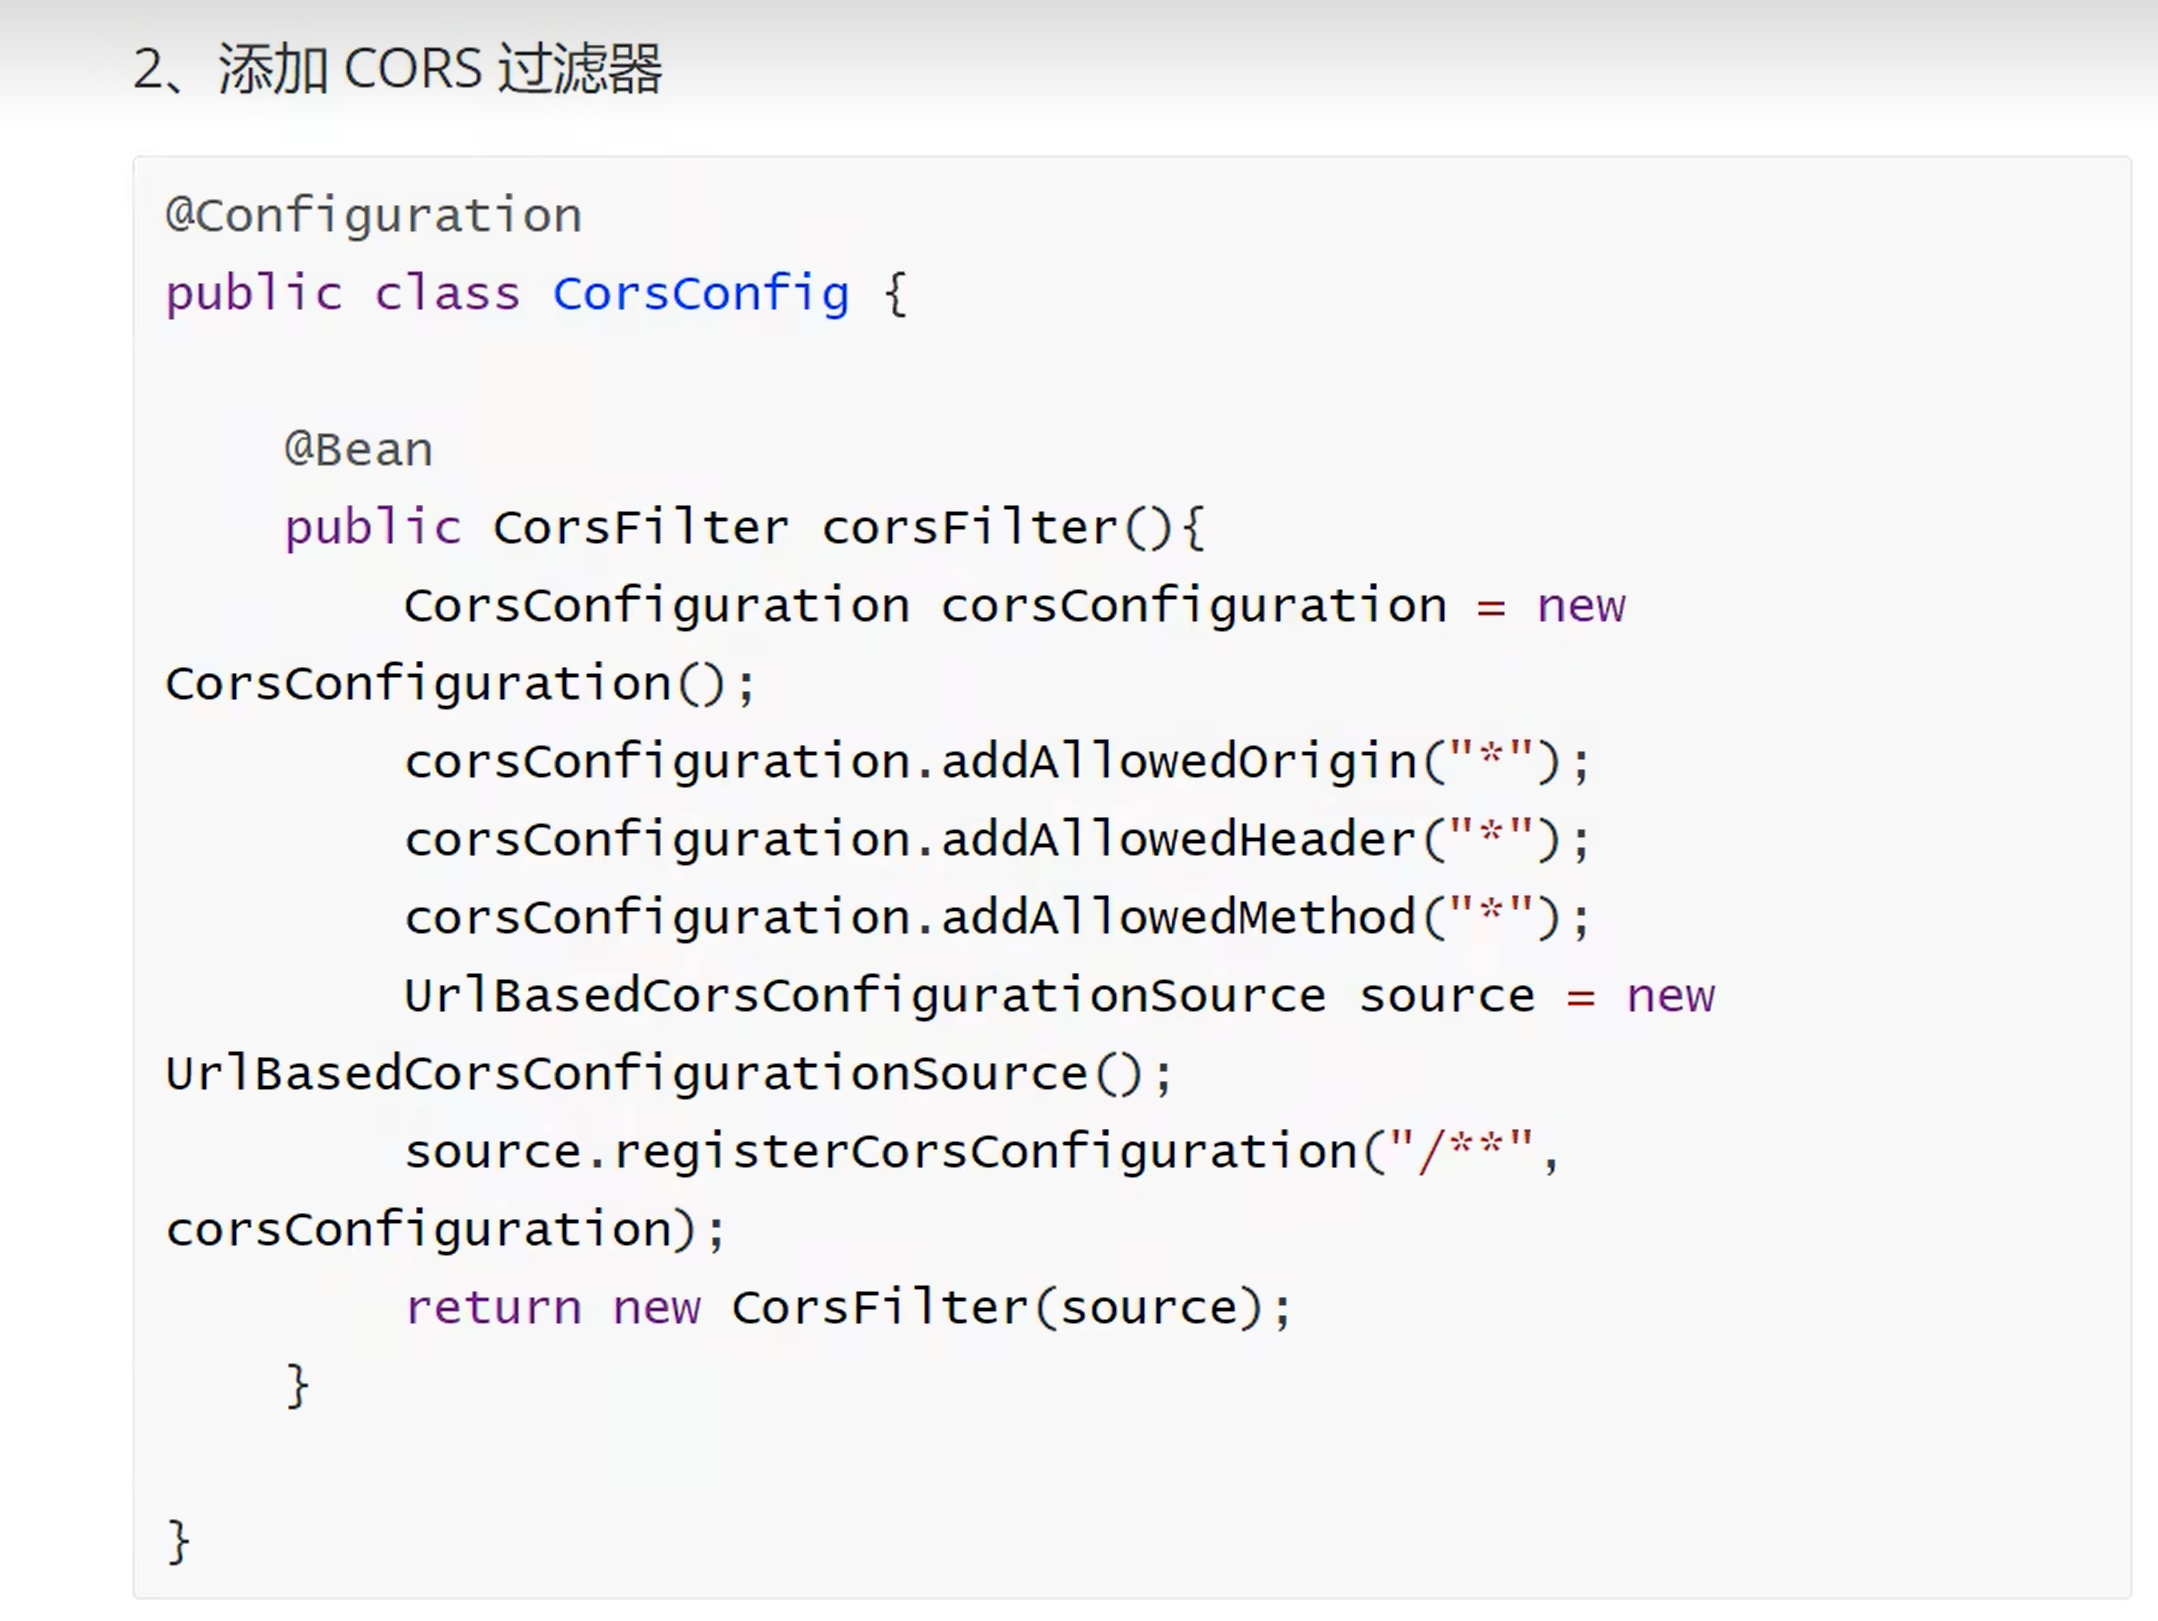 2、添加 CORS 过滤器
@Configuration
public class CorsConfig {
@Bean
public CorsFilter corsFilter(){
CorsConfiguration corsConfiguration = new
CorsConfiguration();
corsConfiguration.addAllowedOrigin("*");
corsConfiguration.addAllowedHeader("*");
corsConfiguration.addAllowedMethod("*");
UrlBasedCorsConfigurationSource source = new
UrlBasedCorsConfigurationSource();
source.registerCorsConfiguration("/**",
corsConfiguration);
return new CorsFilter(source);
}
}